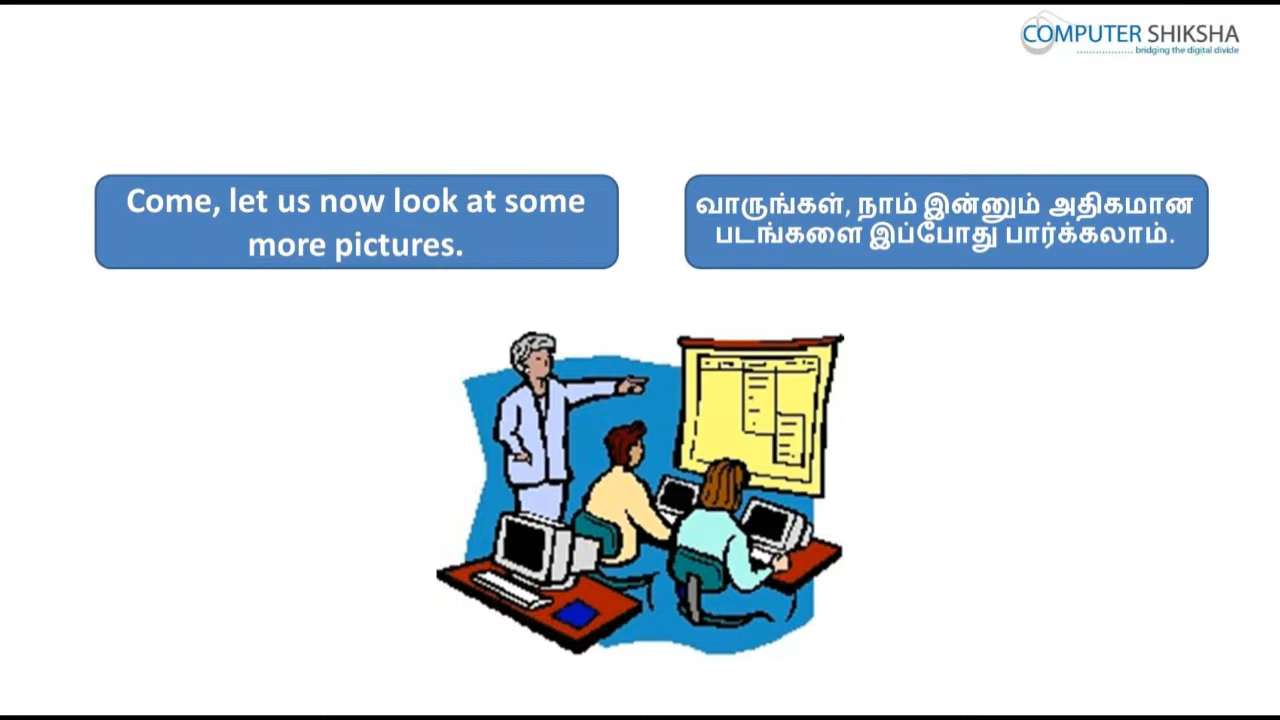 COMPUTER SHIKSHA
bridging the digital divide
Come, let us now look at some
more pictures.
வாருங்கள், நாம் இன்னும் அதிகமான
படங்களை இப்போது பார்க்கலாம்.